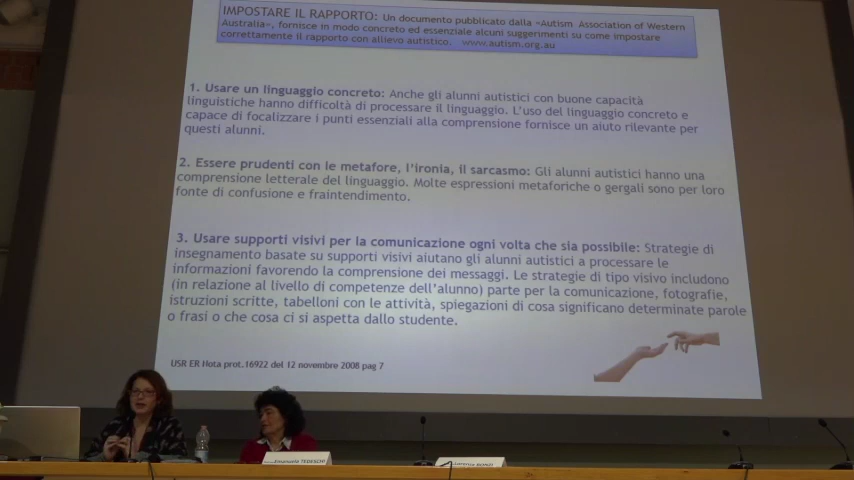 IMPOSTARE IL RAPPORTO: Un documento pubblicato dalla «Autism Association of Western
Australia», fornisce in modo concreto ed essenziale alcuni suggerimenti su come impostare
correttamente il rapporto con allievo autistico. www.autism.org.au
1. Usare un linguaggio concreto: Anche gli alunni autistici con buone capacità
linguistiche hanno difficoltà di processare il linguaggio. L'uso del linguaggio concreto e
capace di focalizzare i punti essenziali alla comprensione fornisce un aiuto rilevante per
questi alunni.
2. Essere prudenti con le metafore, l'ironia, il sarcasmo: Gli alunni autistici hanno una
comprensione letterale del linguaggio. Molte espressioni metaforiche o gergali sono per loro
fonte di confusione e fraintendimento.
3. Usare supporti visivi per la comunicazione ogni volta che sia possibile: Strategie di
insegnamento basate su supporti visivi aiutano gli alunni autistici a processare le
informazioni favorendo la comprensione dei messaggi. Le strategie di tipo visivo includono
(in relazione al livello di competenze dell'alunno) parte per la comunicazione, fotografie,
istruzioni scritte, tabelloni con le attività, spiegazioni di cosa significano determinate parole
o frasi o che cosa ci si aspetta dallo studente.
USR ER Nota prot.16922 del 12 novembre 2008 pag 7
Emanuela TEDESCHI
Lorenza